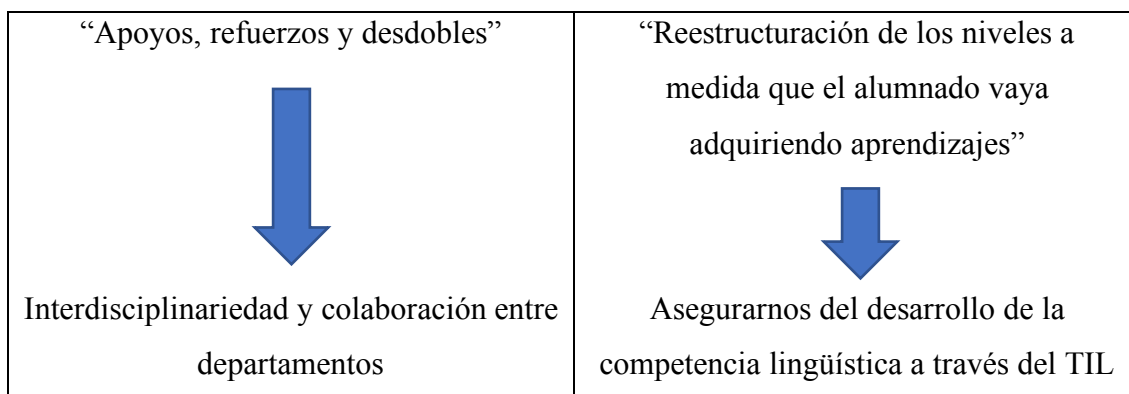 “Apoyos, refuerzos y desdobles”
Interdisciplinariedad y colaboración entre
departamentos
“Reestructuración de los niveles a
medida que el alumnado vaya
adquiriendo aprendizajes”
Asegurarnos del desarrollo de la
competencia lingüística a través del TIL